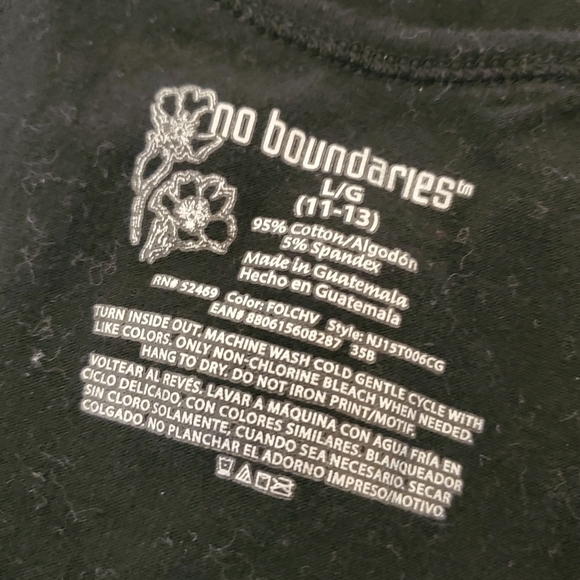 no boundaries™
L/G
(11-13)
95% Cotton/Algodón
5% Spandex
Made in Guatemala
Hecho en Guatemala
RN# 52469 Color: FOLCHV Style: NJ15T006CG
EAN# 880615608287 35B
TURN INSIDE OUT. MACHINE WASH COLD GENTLE CYCLE WITH
LIKE COLORS. ONLY NON-CHLORINE BLEACH WHEN NEEDED.
HANG TO DRY. DO NOT IRON PRINT/MOTIF.
VOLTEAR AL REVÉS. LAVAR A MÁQUINA CON AGUA FRÍA EN
CICLO DELICADO, CON COLORES SIMILARES. BLANQUEADOR
SIN CLORO SOLAMENTE, CUANDO SEA NECESARIO. SECAR
COLGADO. NO PLANCHAR EL ADORNO IMPRESO/MOTIVO.